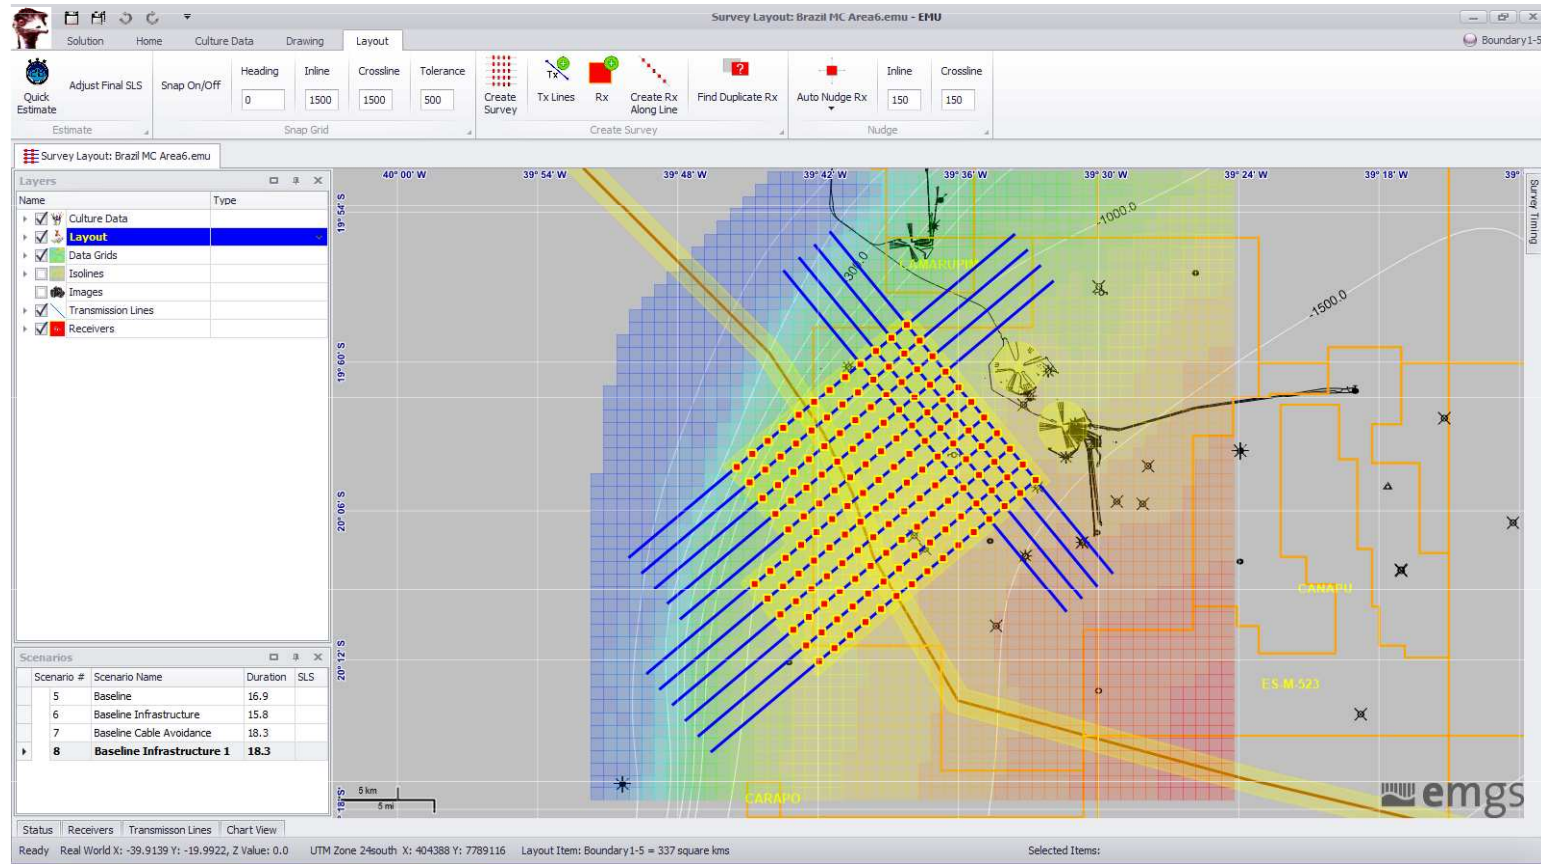 Survey Layout: Brazil MC Area6.emu - EMU
Solution Home Culture Data Drawing Layout
Boundary1-5
Heading Inline Crossline Tolerance
Inline Crossline
Quick Estimate
Adjust Final SLS
Snap On/Off
0 1500 1500 500
Create Survey
Tx Lines
Rx
Create Rx Along Line
Find Duplicate Rx
Auto Nudge Rx
150 150
Estimate Snap Grid Create Survey Nudge
Survey Layout: Brazil MC Area6.emu
Layers
Name Type
Culture Data
Layout
Data Grids
Isolines
Images
Transmission Lines
Receivers
40° 00' W 39° 54' W 39° 48' W 39° 42' W 39° 36' W 39° 30' W 39° 24' W 39° 18' W 39°
19° 54' S
19° 60' S
20° 06' S
20° 12' S
° 18' S
-1000.0
300.0
-1500.0
CAMARUPIM
CANAPU
ES-M-523
CARAPO
Survey Timing
Scenarios
Scenario # Scenario Name Duration SLS
5 Baseline 16.9
6 Baseline Infrastructure 15.8
7 Baseline Cable Avoidance 18.3
8 Baseline Infrastructure 1 18.3
5 km
5 mi
emgs
Status Receivers Transmisson Lines Chart View
Ready Real World X: -39.9139 Y: -19.9922, Z Value: 0.0 UTM Zone 24south X: 404388 Y: 7789116 Layout Item: Boundary1-5 = 337 square kms Selected Items: